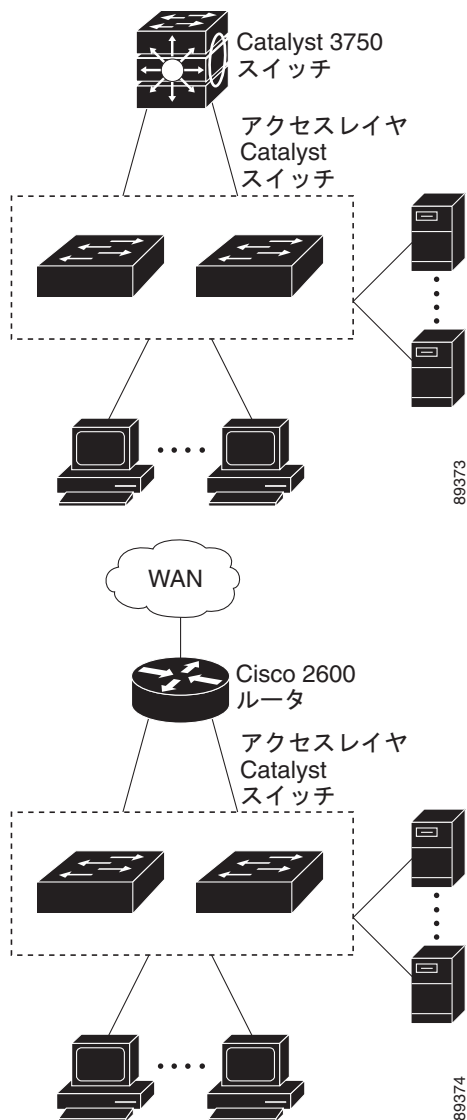 Catalyst 3750
スイッチ
アクセスレイヤ
Catalyst
スイッチ
89373
WAN
Cisco 2600
ルータ
アクセスレイヤ
Catalyst
スイッチ
89374